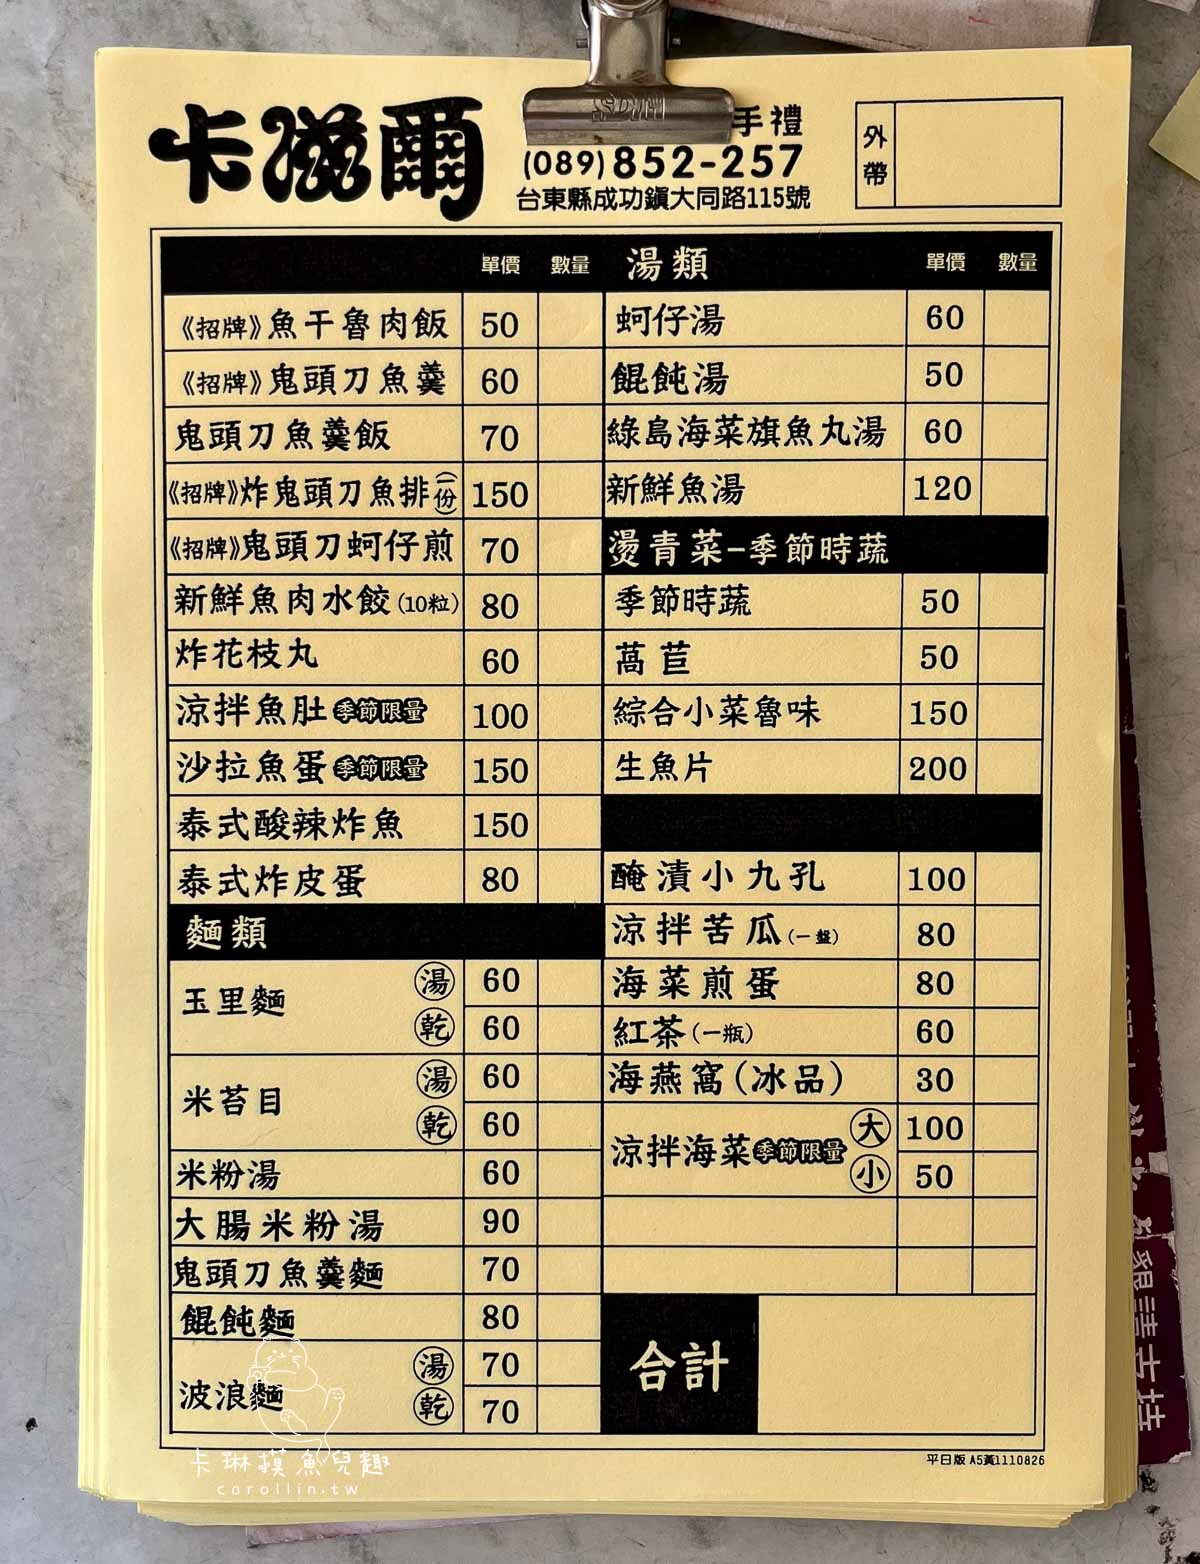 卡滋爾
手禮
(089)852-257
台東縣成功鎮大同路115號
外帶
單價 數量
《招牌》魚干魯肉飯 50
《招牌》鬼頭刀魚羹 60
鬼頭刀魚羹飯 70
《招牌》炸鬼頭刀魚排(一份) 150
《招牌》鬼頭刀蚵仔煎 70
新鮮魚肉水餃(10粒) 80
炸花枝丸 60
涼拌魚肚 季節限量 100
沙拉魚蛋 季節限量 150
泰式酸辣炸魚 150
泰式炸皮蛋 80
麵類
玉里麵 湯 60
乾 60
米苔目 湯 60
乾 60
米粉湯 60
大腸米粉湯 90
鬼頭刀魚羹麵 70
餛飩麵 80
波浪麵 湯 70
乾 70
湯類 單價 數量
蚵仔湯 60
餛飩湯 50
綠島海菜旗魚丸湯 60
新鮮魚湯 120
燙青菜-季節時蔬
季節時蔬 50
萵苣 50
綜合小菜魯味 150
生魚片 200
醃漬小九孔 100
涼拌苦瓜(一盤) 80
海菜煎蛋 80
紅茶(一瓶) 60
海燕窩(冰品) 30
涼拌海菜 季節限量 大 100
小 50
合計
平日版 A5黃1110826
卡琳摸魚兒趣
carollin.tw